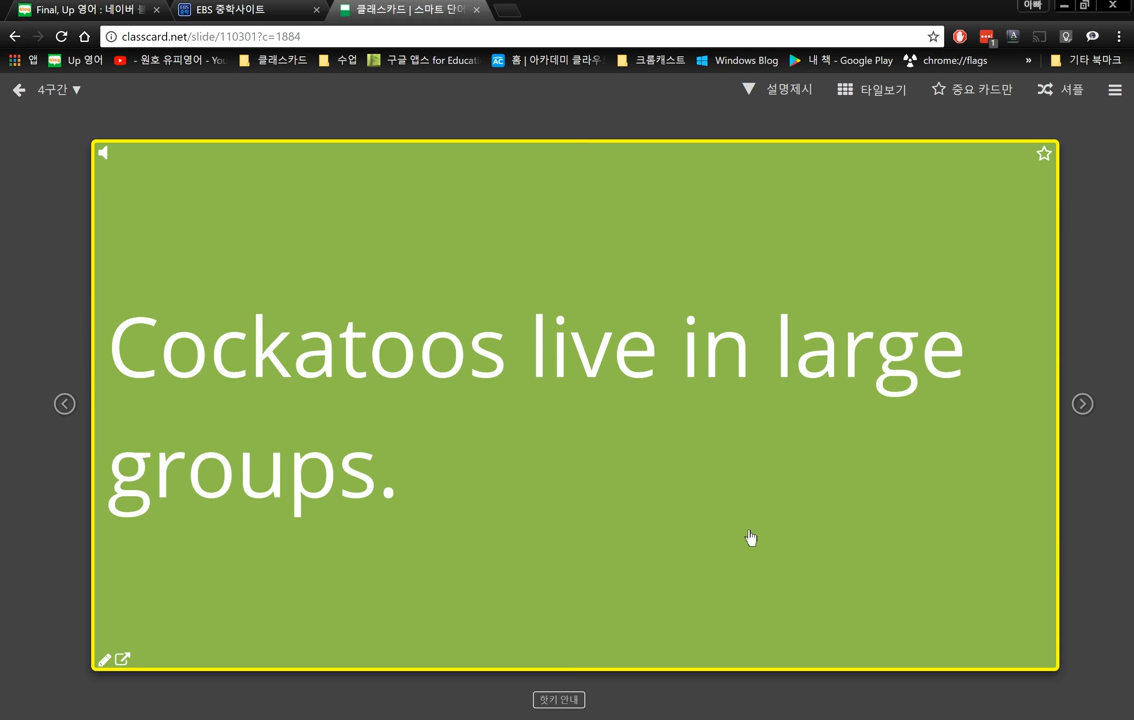 Final, Up 영어 : 네이버
EBS 중학사이트
클래스카드 | 스마트 단어
아빠
classcard.net/slide/110301?c=1884
앱
Up 영어
- 원호 유피영어 - You
클래스카드
수업
구글 앱스 for Educati
홈 | 아카데미 클라우
크롬캐스트
Windows Blog
내 책 - Google Play
chrome://flags
»
기타 북마크
4구간 ▼
설명제시
타일보기
중요 카드만
셔플
Cockatoos live in large
groups.
핫키 안내